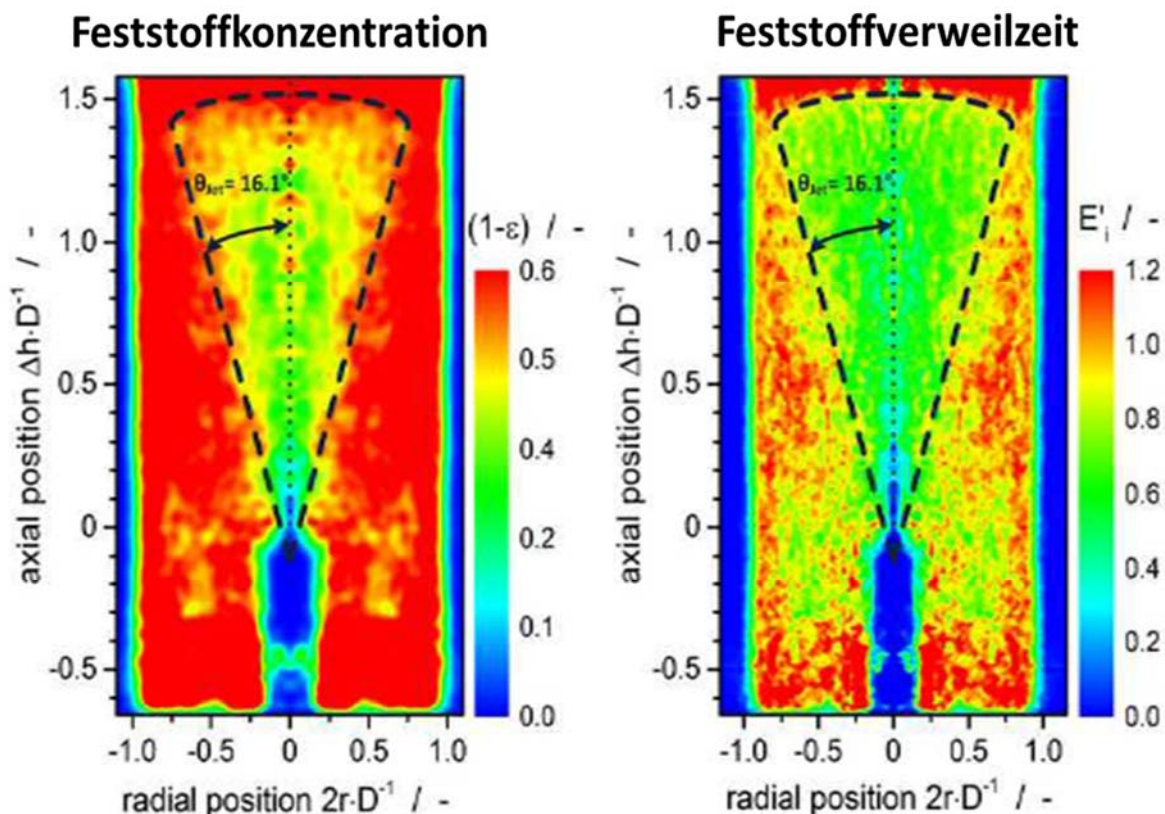 Feststoffkonzentration
Feststoffverweilzeit
1.5
1.0
0.5
0
-0.5
axial position Δh·D⁻¹ / -
θJet= 16.1°
(1-ε) / -
0.6
0.5
0.4
0.2
0.1
0.0
-1.0 -0.5 0 0.5 1.0
radial position 2r·D⁻¹ / -
1.5
1.0
0.5
0
-0.5
axial position Δh·D⁻¹ / -
θJet= 16.1°
E'i / -
1.2
1.0
0.8
0.6
0.4
0.2
0.0
-1.0 -0.5 0 0.5 1.0
radial position 2r·D⁻¹ / -